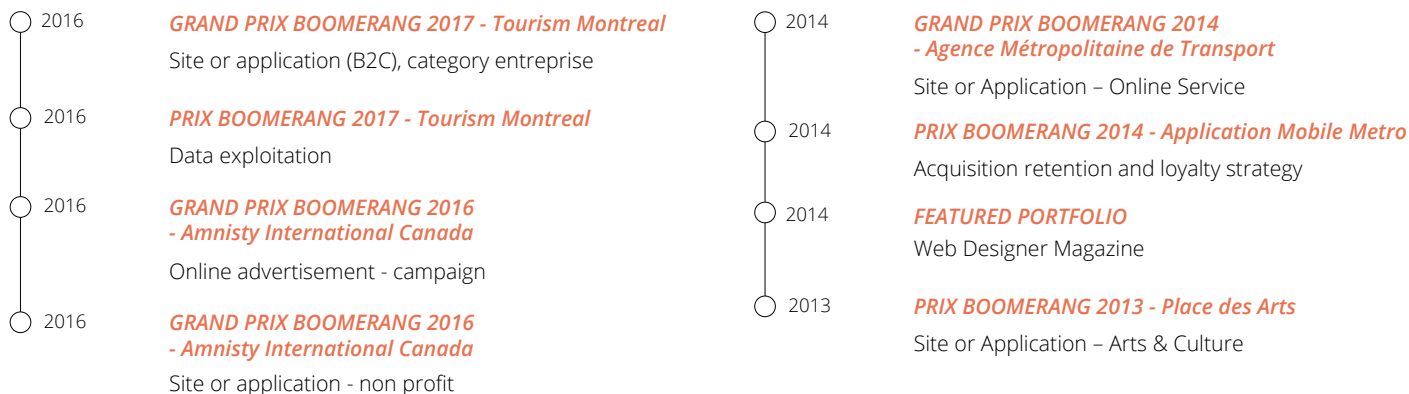 2016
GRAND PRIX BOOMERANG 2017 - Tourism Montreal
Site or application (B2C), category entreprise
2016
PRIX BOOMERANG 2017 - Tourism Montreal
Data exploitation
2016
GRAND PRIX BOOMERANG 2016
- Amnisty International Canada
Online advertisement - campaign
2016
GRAND PRIX BOOMERANG 2016
- Amnisty International Canada
Site or application - non profit
2014
GRAND PRIX BOOMERANG 2014
- Agence Métropolitaine de Transport
Site or Application – Online Service
2014
PRIX BOOMERANG 2014 - Application Mobile Metro
Acquisition retention and loyalty strategy
2014
FEATURED PORTFOLIO
Web Designer Magazine
2013
PRIX BOOMERANG 2013 - Place des Arts
Site or Application – Arts & Culture